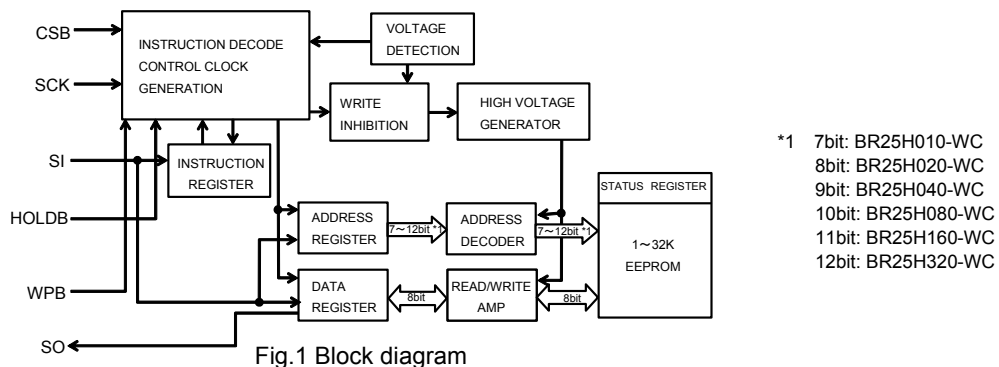 CSB
SCK
SI
HOLDB
WPB
SO
INSTRUCTION DECODE
CONTROL CLOCK
GENERATION
VOLTAGE
DETECTION
WRITE
INHIBITION
HIGH VOLTAGE
GENERATOR
INSTRUCTION
REGISTER
ADDRESS
REGISTER
7～12bit *1
ADDRESS
DECODER
7～12bit *1
DATA
REGISTER
8bit
READ/WRITE
AMP
8bit
STATUS REGISTER
1～32K
EEPROM
*1 7bit: BR25H010-WC
8bit: BR25H020-WC
9bit: BR25H040-WC
10bit: BR25H080-WC
11bit: BR25H160-WC
12bit: BR25H320-WC
Fig.1 Block diagram